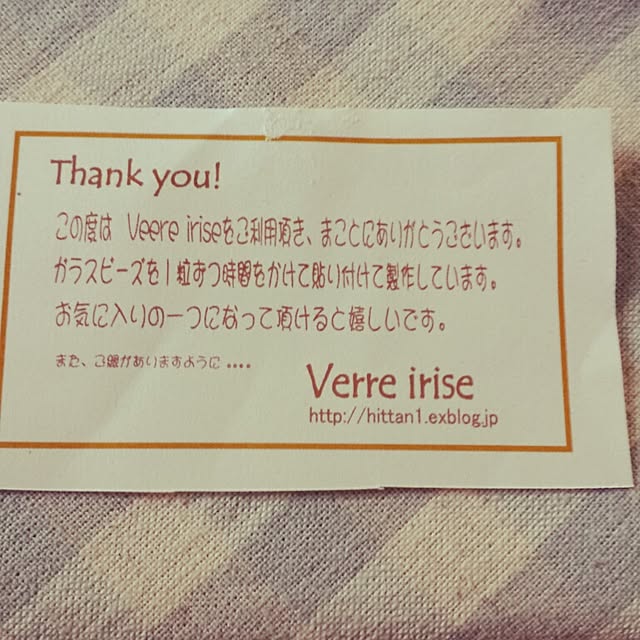 Thank you!
この度は Veere iriseをご利用頂き、まことにありがとうございます。
ガラスビーズを1粒ずつ時間をかけて貼り付けて製作しています。
お気に入りの一つになって頂けると嬉しいです。
また、ご縁がありますように....
Verre irise
http://hittan1.exblog.jp